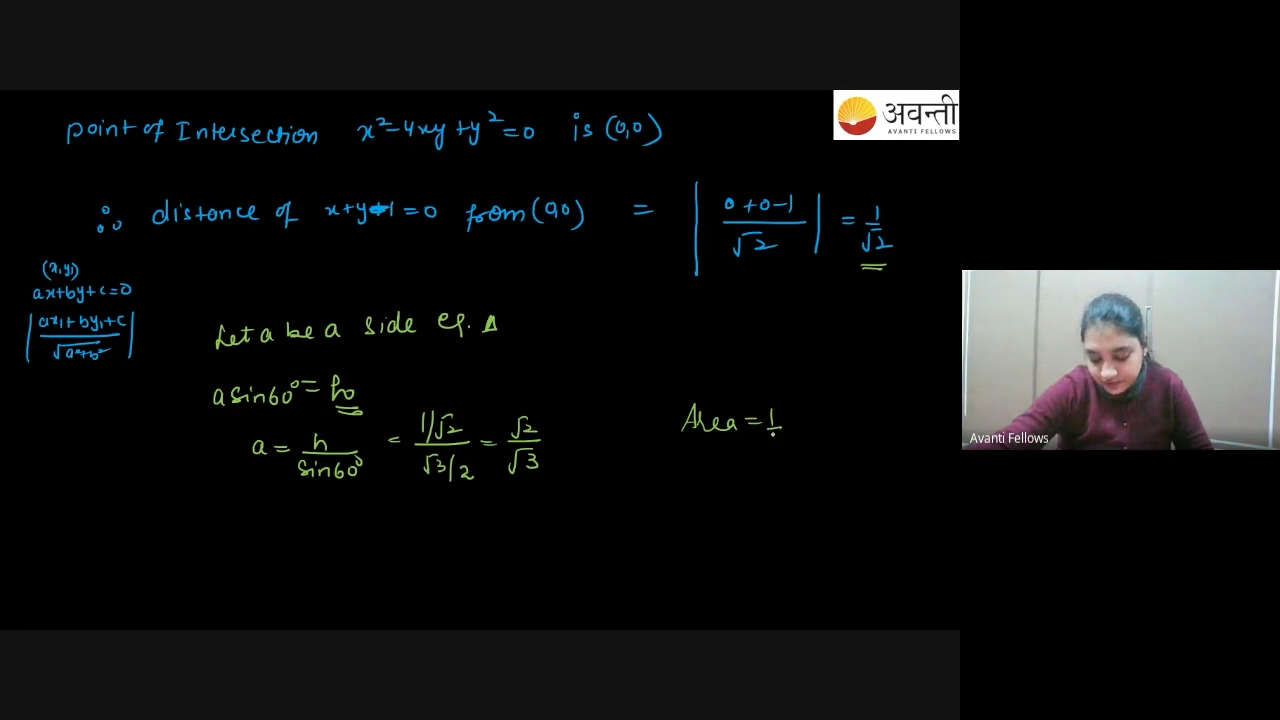 point of Intersection x²-4xy+y²=0 is (0,0)
अवन्ती
AVANTI FELLOWS
∴ distance of x+y-1=0 from (0,0) = |0+0-1/√2| = 1/√2
(x,y)
ax+by+c=0
|ax₁+by₁+c/√a²+b²|
Let a be a side eq. Δ
a sin60° = ho
a = h/sin60° = 1/√2/√3/2 = √2/√3
Area = 1
Avanti Fellows